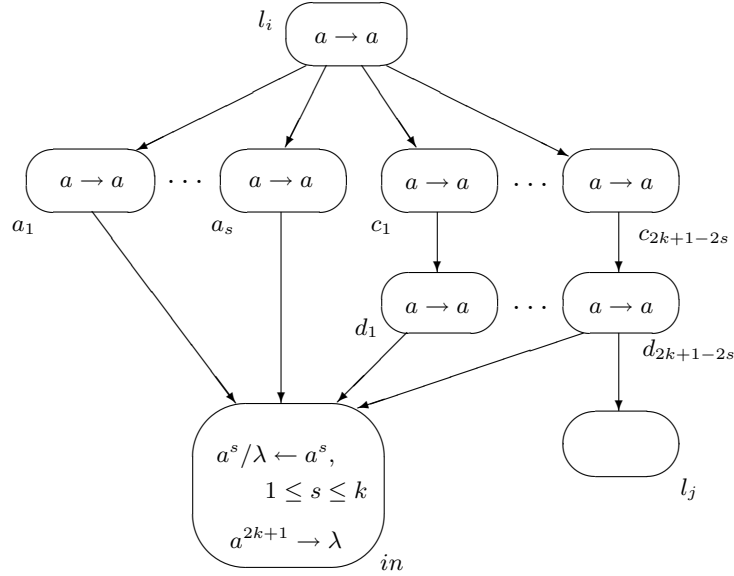 l_i
a → a
a → a ... a → a a → a ... a → a
a_1 a_s c_1 c_{2k+1-2s}
a → a ... a → a
d_1 d_{2k+1-2s}
a^s/λ ← a^s,
1 ≤ s ≤ k
a^{2k+1} → λ
l_j
in